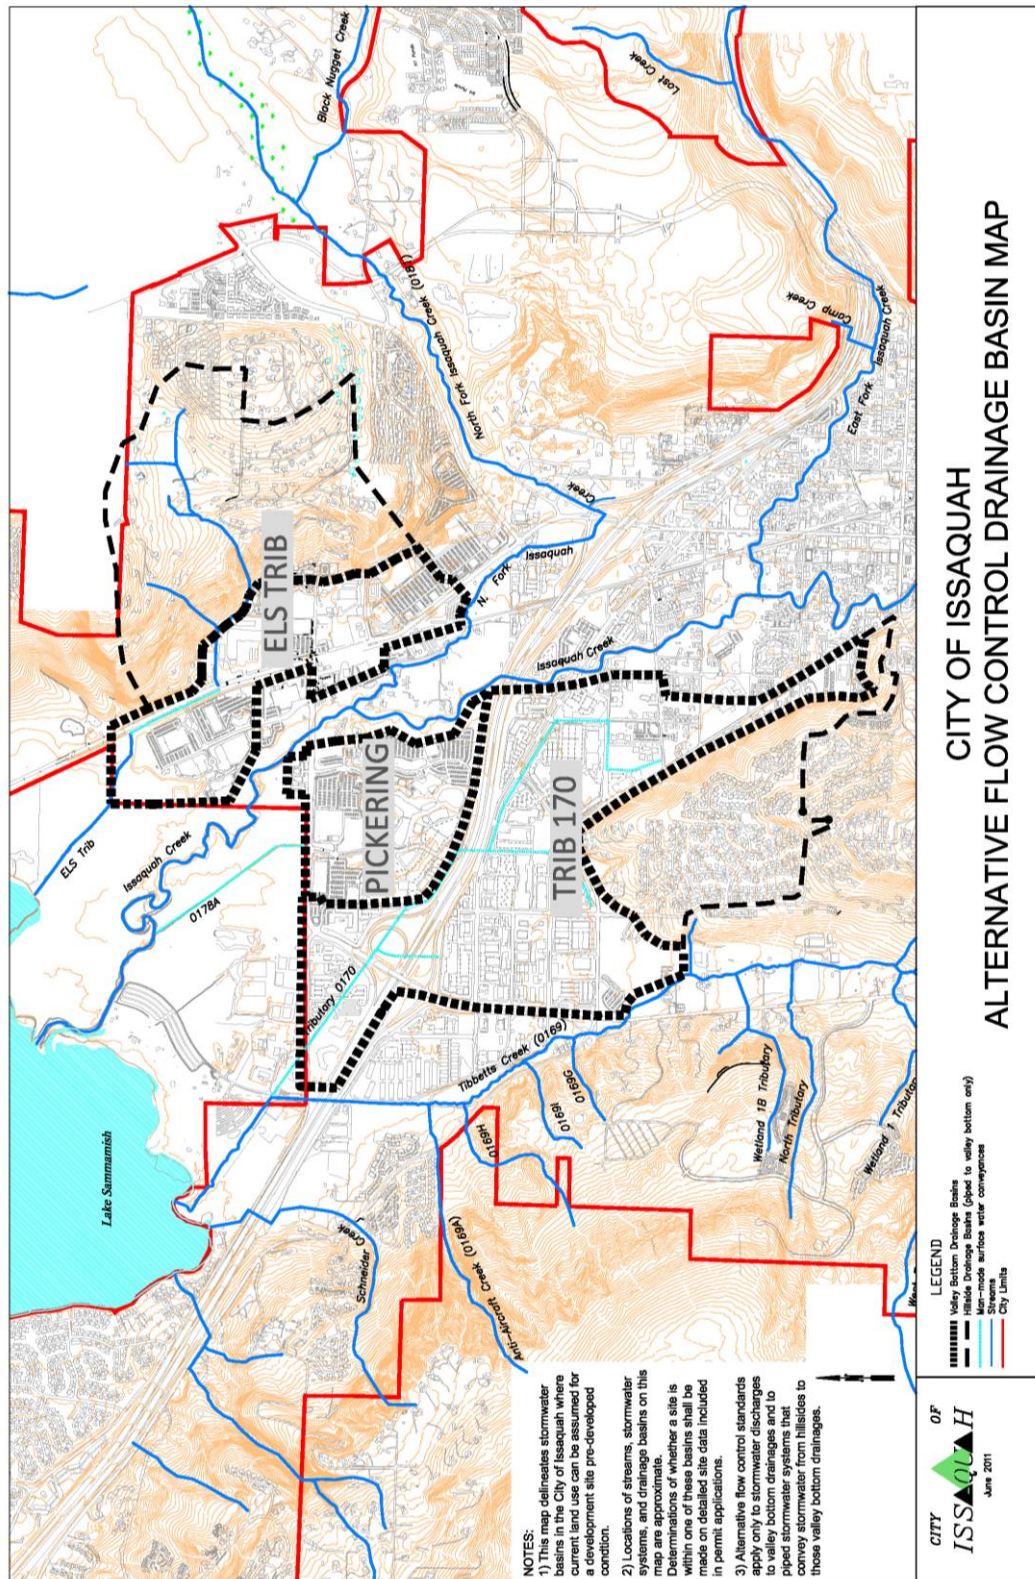 Lake Sammamish
ELS Trib
Issaquah Creek
0178A
Tributary 0170
Schneider Creek
Anti-Aircraft Creek (0169A)
0169H
0169I
0169C
Tibbetts Creek (0169)
Wetland 1B Tributary
North Tributary
Wetland 1 Tributary
ELS TRIB
PICKERING
TRIB 170
Issaquah Creek
N. Fork Issaquah Creek
North Fork Issaquah Creek (0181)
Black Nugget Creek
Lost Creek
Camp Creek
East Fork Issaquah Creek
NOTES:
1) This map delineates stormwater
basins in the City of Issaquah where
current land use can be assumed for
a development site pre-developed
condtion.
2) Locations of streams, stormwater
systems, and drainage basins on this
map are approximate.
Determinations of whether a site is
within one of these basins shall be
made on detailed site data included
in permit applications.
3) Alternative flow control standards
apply only to stormwater discharges
to valley bottom drainages and to
piped stormwater systems that
convey stormwater from hillsides to
those valley bottom drainages.
CITY OF
ISSAQUAH
June 2011
LEGEND
Valley Bottom Drainage Basins
Hillside Drainage Basins (piped to valley bottom only)
Man-made surface water conveyances
Streams
City Limits
CITY OF ISSAQUAH
ALTERNATIVE FLOW CONTROL DRAINAGE BASIN MAP